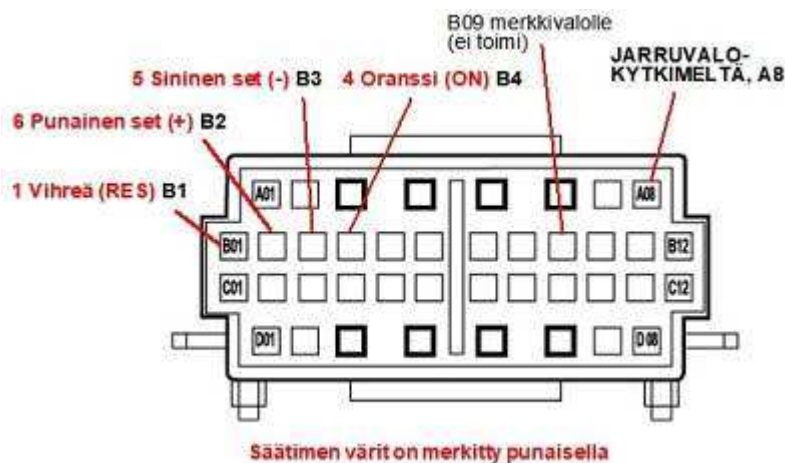 B09 merkkivalolle
(ei toimi)
JARRUVALO-
KYTKIMELTÄ, A8
5 Sininen set (-) B3
4 Oranssi (ON) B4
6 Punainen set (+) B2
1 Vihreä (RES) B1
A01
A08
B01
B12
C01
C12
D01
D08
Säätimen värit on merkitty punaisella